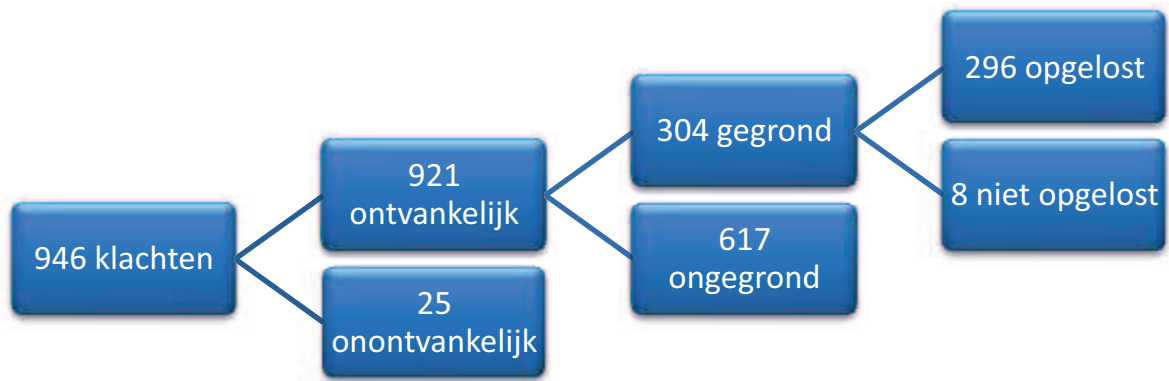 946 klachten
921
ontvankelijk
25
onontvankelijk
304 gegrond
617
ongegrond
296 opgelost
8 niet opgelost